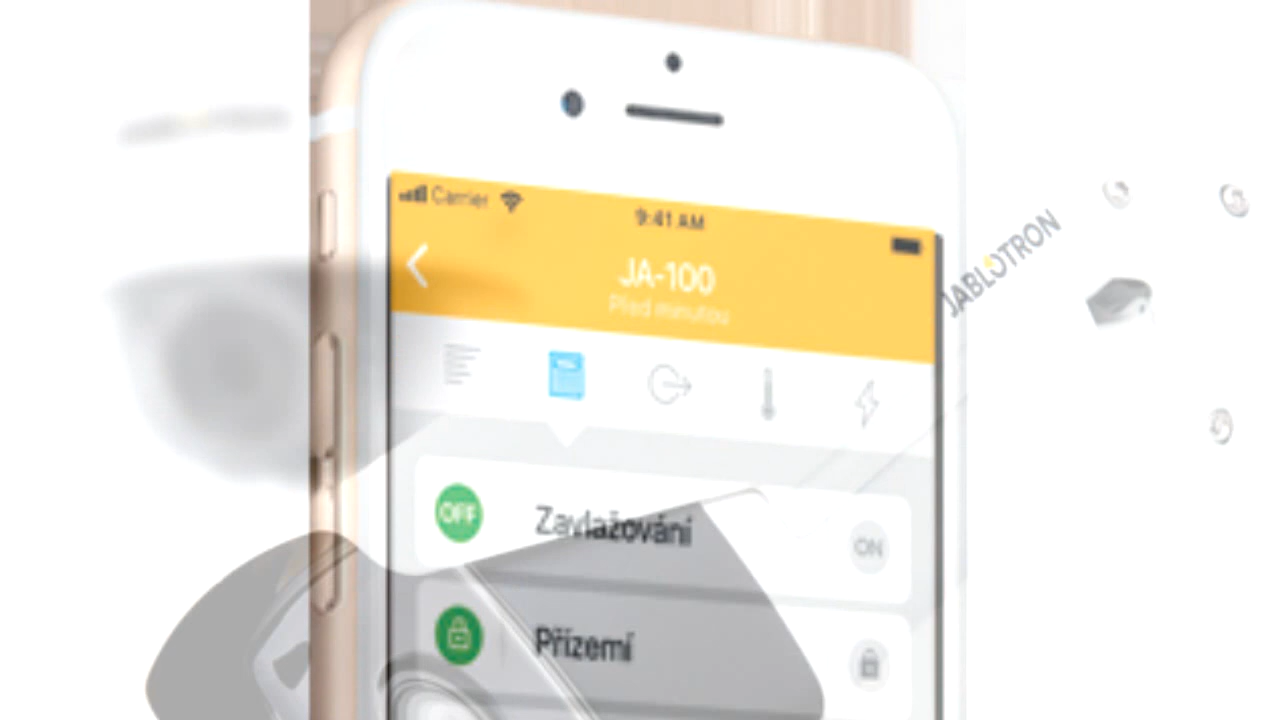 Carrier
9:41 AM
JA-100
Před minutou
JABLOTRON
OFF
Zavlažování
ON
Přízemí